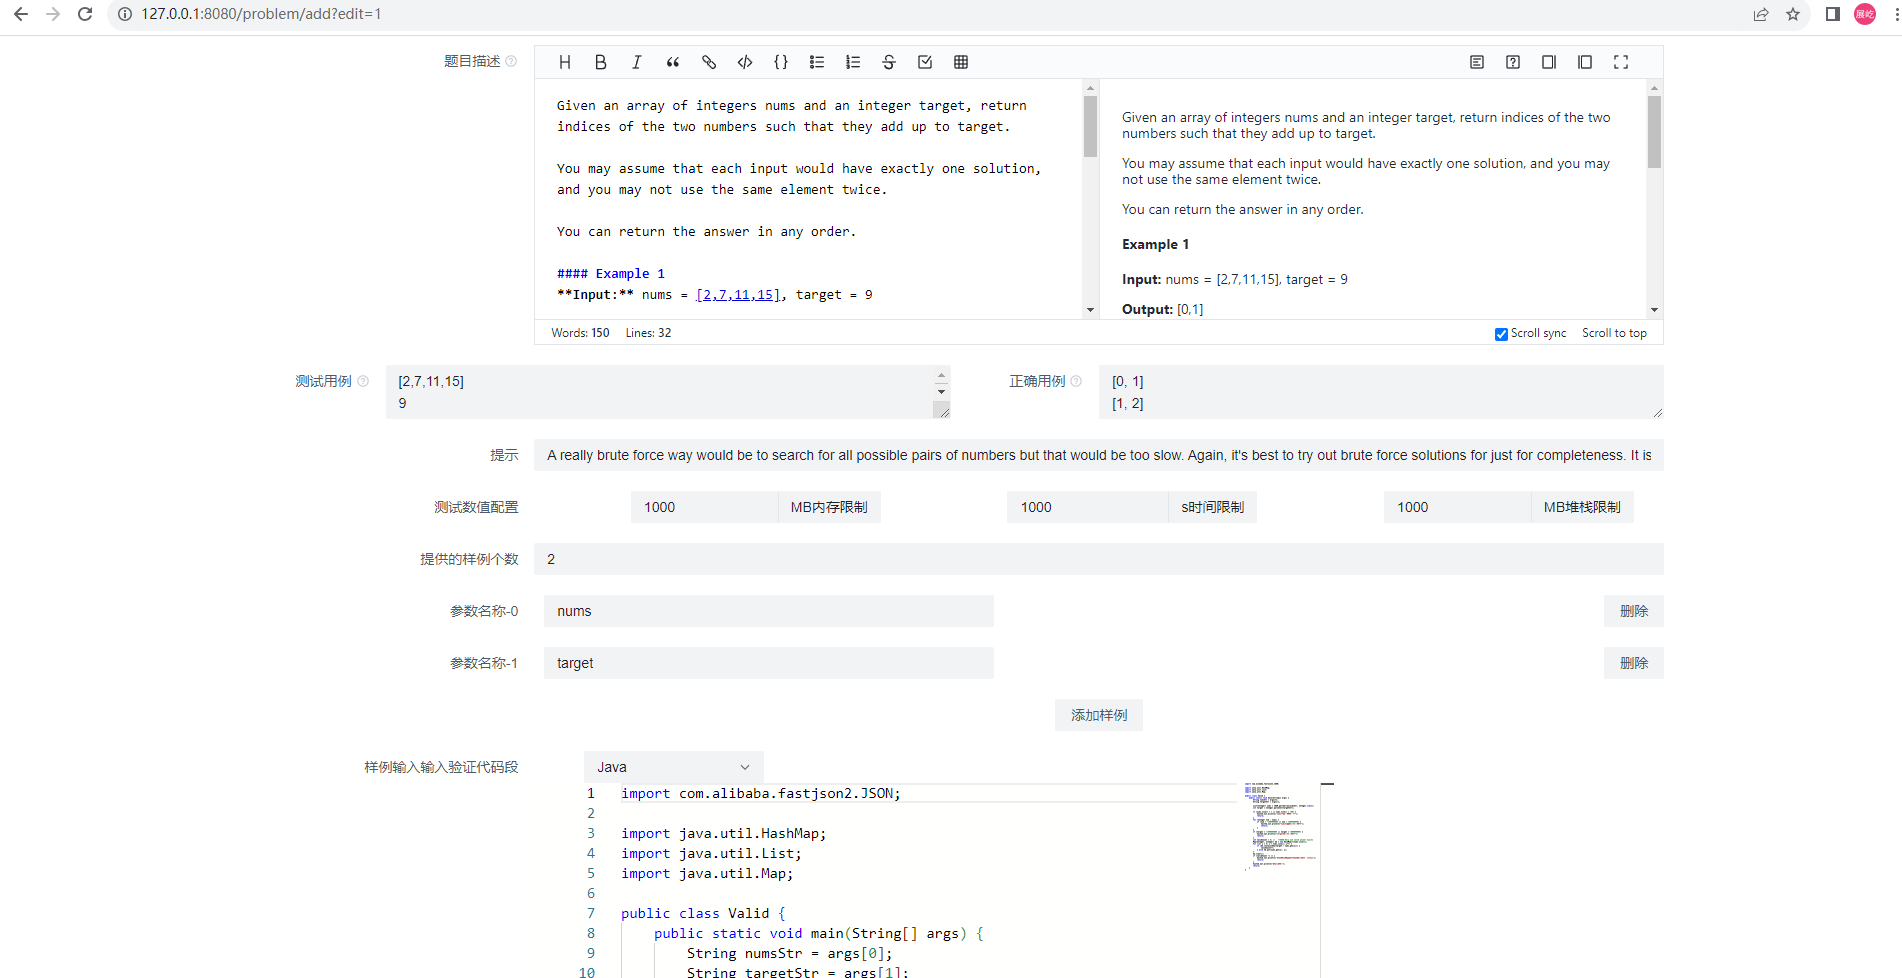 127.0.0.1:8080/problem/add?edit=1
展屹
题目描述
Given an array of integers nums and an integer target, return
indices of the two numbers such that they add up to target.
You may assume that each input would have exactly one solution,
and you may not use the same element twice.
You can return the answer in any order.
#### Example 1
**Input:** nums = [2,7,11,15], target = 9
Given an array of integers nums and an integer target, return indices of the two
numbers such that they add up to target.
You may assume that each input would have exactly one solution, and you may
not use the same element twice.
You can return the answer in any order.
Example 1
Input: nums = [2,7,11,15], target = 9
Output: [0,1]
Words: 150 Lines: 32
Scroll sync Scroll to top
测试用例
[2,7,11,15]
9
正确用例
[0, 1]
[1, 2]
提示
A really brute force way would be to search for all possible pairs of numbers but that would be too slow. Again, it's best to try out brute force solutions for just for completeness. It is
测试数值配置
1000 MB内存限制
1000 s时间限制
1000 MB堆栈限制
提供的样例个数
2
参数名称-0
nums
删除
参数名称-1
target
删除
添加样例
样例输入输入验证代码段
Java
1 import com.alibaba.fastjson2.JSON;
2
3 import java.util.HashMap;
4 import java.util.List;
5 import java.util.Map;
6
7 public class Valid {
8 public static void main(String[] args) {
9 String numsStr = args[0];
10 String targetStr = args[1];